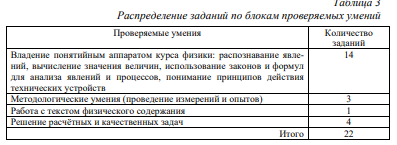 Таблица 3
Распределение заданий по блокам проверяемых умений
Проверяемые умения
Количество
заданий
Владение понятийным аппаратом курса физики: распознавание явле-
ний, вычисление значения величин, использование законов и формул
для анализа явлений и процессов, понимание принципов действия
технических устройств
14
Методологические умения (проведение измерений и опытов)
3
Работа с текстом физического содержания
1
Решение расчётных и качественных задач
4
Итого
22